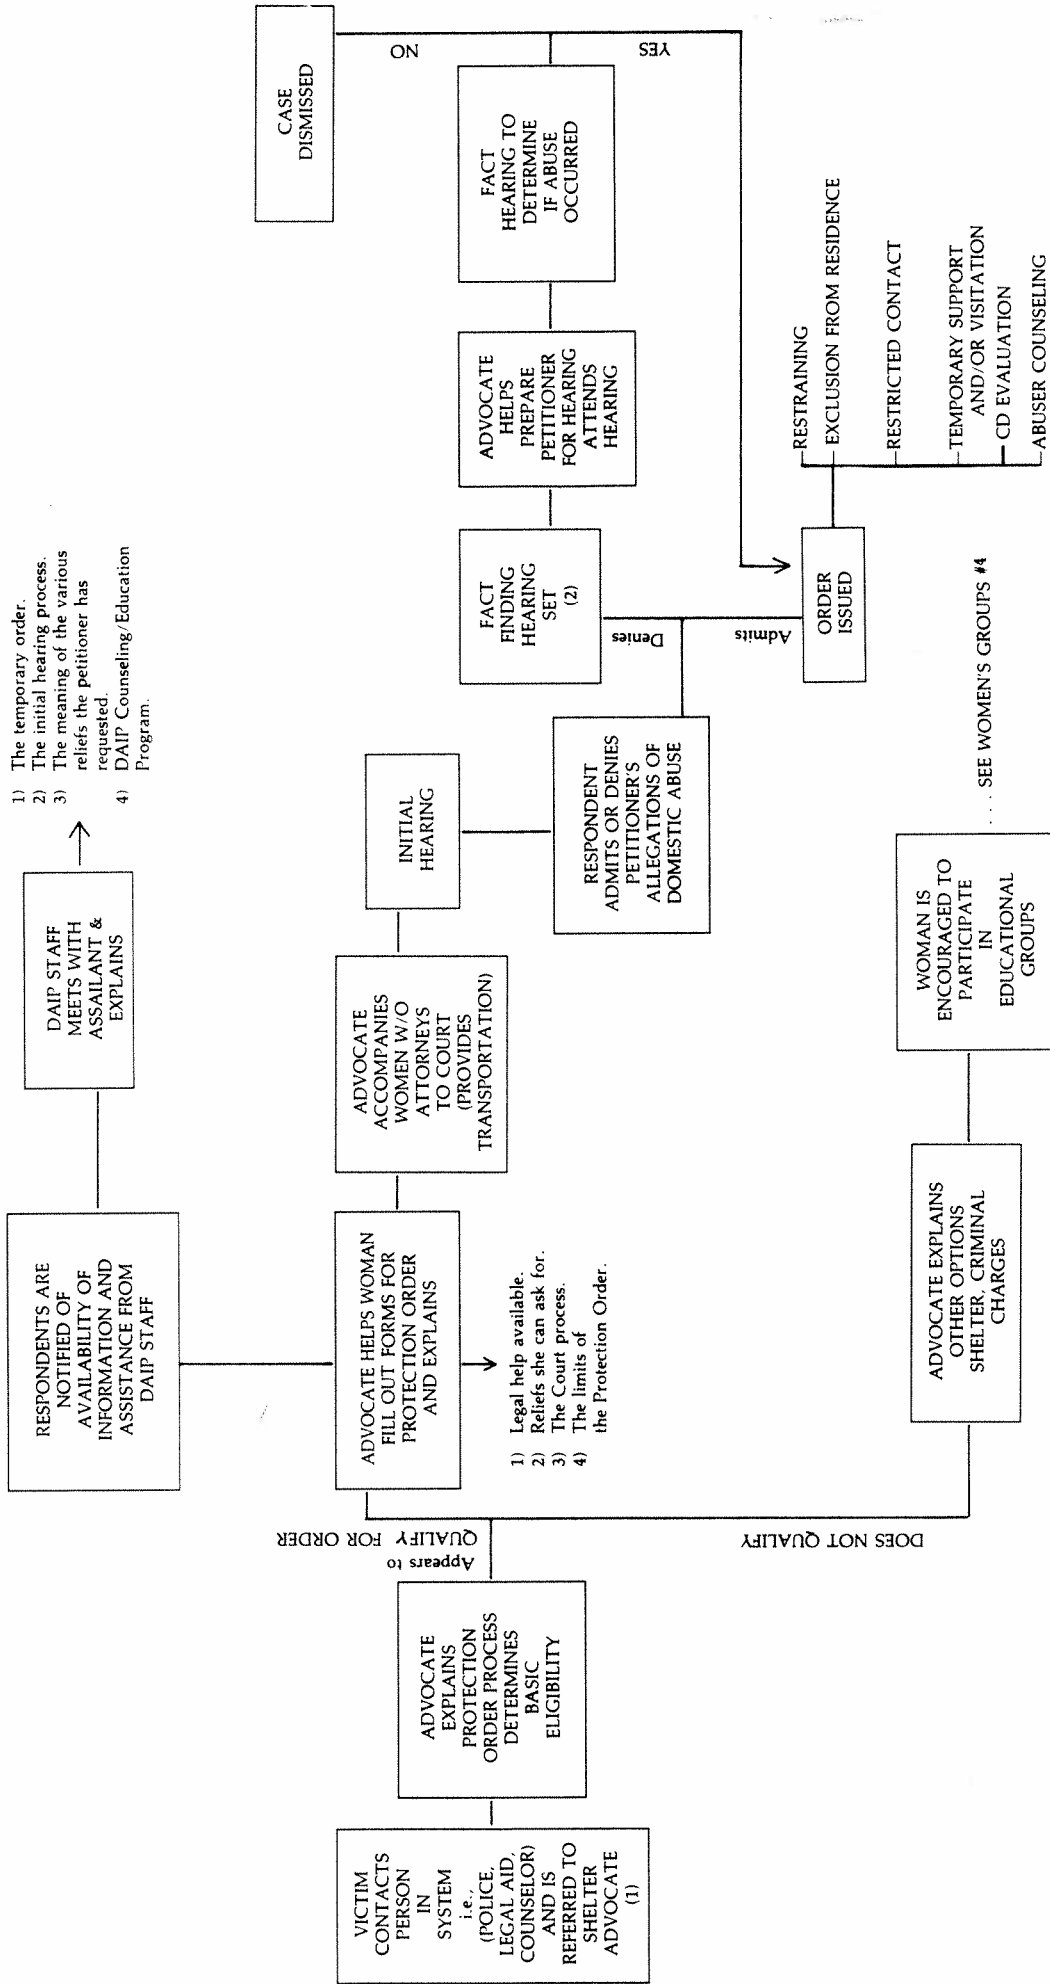 VICTIM
CONTACTS
PERSON
IN
SYSTEM
i.e.,
(POLICE,
LEGAL AID,
COUNSELOR)
AND IS
REFERRED TO
SHELTER
ADVOCATE
(1)
ADVOCATE
EXPLAINS
PROTECTION
ORDER PROCESS
DETERMINES
BASIC
ELIGIBILITY
Appears to
QUALIFY FOR ORDER
DOES NOT QUALIFY
RESPONDENTS ARE
NOTIFIED OF
AVAILABILITY OF
INFORMATION AND
ASSISTANCE FROM
DAIP STAFF
DAIP STAFF
MEETS WITH
ASSAILANT &
EXPLAINS
1) The temporary order.
2) The initial hearing process.
3) The meaning of the various
reliefs the petitioner has
requested.
4) DAIP Counseling/Education
Program.
ADVOCATE HELPS WOMAN
FILL OUT FORMS FOR
PROTECTION ORDER
AND EXPLAINS
1) Legal help available.
2) Reliefs she can ask for.
3) The Court process.
4) The limits of
the Protection Order.
ADVOCATE
ACCOMPANIES
WOMEN W/O
ATTORNEYS
TO COURT
(PROVIDES
TRANSPORTATION)
INITIAL
HEARING
RESPONDENT
ADMITS OR DENIES
PETITIONER'S
ALLEGATIONS OF
DOMESTIC ABUSE
Denies
Admits
FACT
FINDING
HEARING
SET
(2)
ADVOCATE
HELPS
PREPARE
PETITIONER
FOR HEARING
ATTENDS
HEARING
FACT
HEARING TO
DETERMINE
IF ABUSE
OCCURRED
NO
YES
CASE
DISMISSED
ORDER
ISSUED
RESTRAINING
EXCLUSION FROM RESIDENCE
RESTRICTED CONTACT
TEMPORARY SUPPORT
AND/OR VISITATION
CD EVALUATION
ABUSER COUNSELING
ADVOCATE EXPLAINS
OTHER OPTIONS
SHELTER, CRIMINAL
CHARGES
WOMAN IS
ENCOURAGED TO
PARTICIPATE
IN
EDUCATIONAL
GROUPS
. . . SEE WOMEN'S GROUPS #4